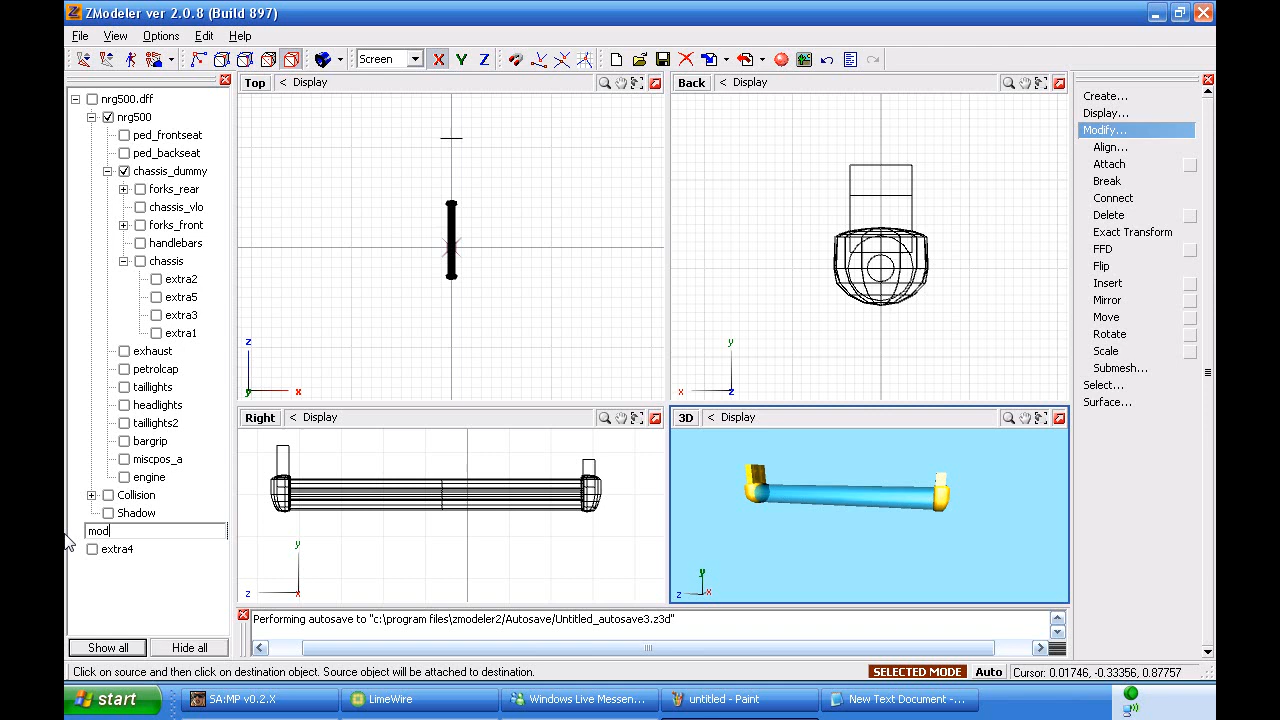 ZModeler ver 2.0.8 (Build 897)
File View Options Edit Help
Screen X Y Z
nrg500.dff
nrg500
ped_frontseat
ped_backseat
chassis_dummy
forks_rear
chassis_vlo
forks_front
handlebars
chassis
extra2
extra5
extra3
extra1
exhaust
petrolcap
taillights
headlights
taillights2
bargrip
miscpos_a
engine
Collision
Shadow
mod
extra4
Show all Hide all
Top < Display
z
y x
Back < Display
y
x z
Right < Display
y
z x
3D < Display
y
z x
Create...
Display...
Modify...
Align...
Attach
Break
Connect
Delete
Exact Transform
FFD
Flip
Insert
Mirror
Move
Rotate
Scale
Submesh...
Select...
Surface...
Performing autosave to "c:\program files\zmodeler2/Autosave/Untitled_autosave3.z3d"
Click on source and then click on destination object. Source object will be attached to destination.
SELECTED MODE Auto Cursor: 0.01746, -0.33356, 0.87757
start SA:MP v0.2.X LimeWire Windows Live Messen... untitled - Paint New Text Document -...